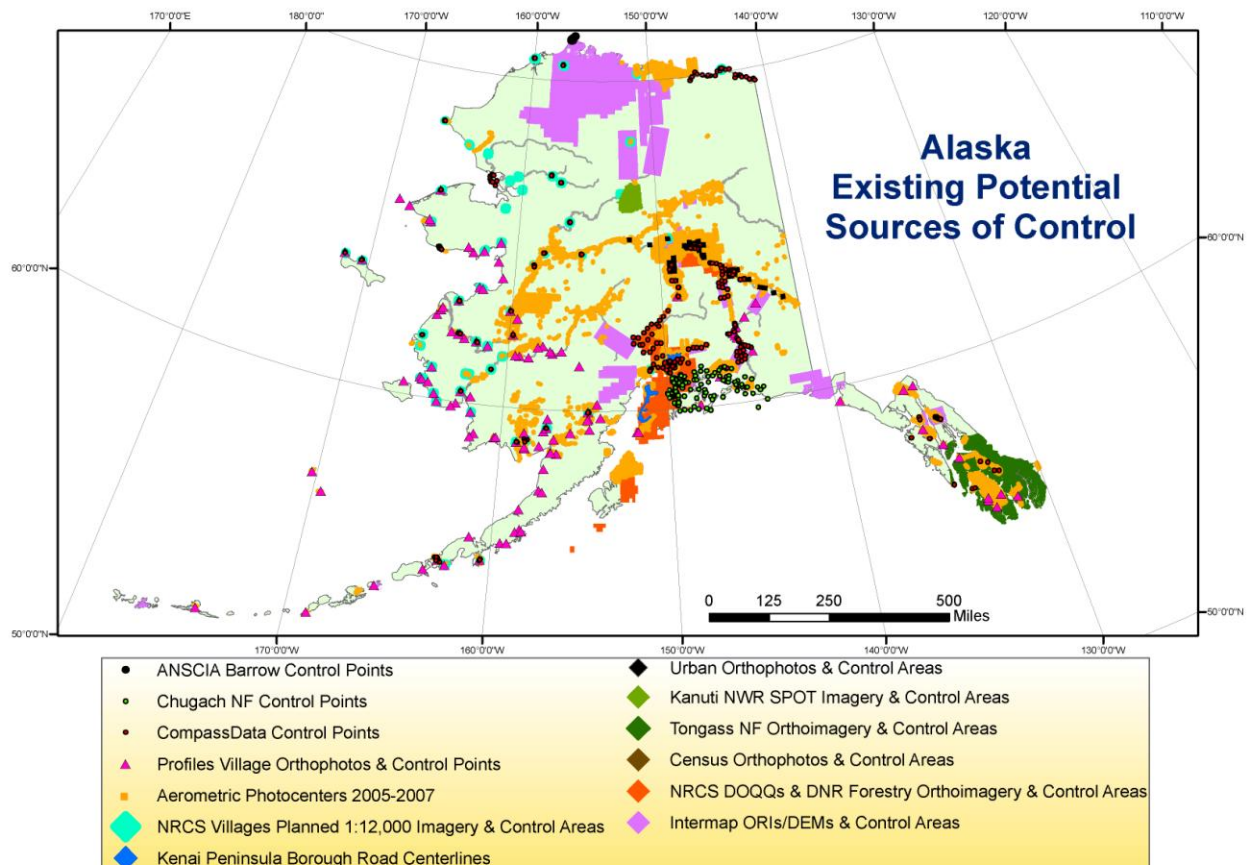 170°0'0"E 180°0'0" 170°0'0"W 160°0'0"W 150°0'0"W 140°0'0"W 130°0'0"W 120°0'0"W 110°0'0"W
Alaska
Existing Potential
Sources of Control
60°0'0"N 60°0'0"N
0 125 250 500
Miles
50°0'0"N 50°0'0"N
170°0'0"W 160°0'0"W 150°0'0"W 140°0'0"W 130°0'0"W
ANSCIA Barrow Control Points
Chugach NF Control Points
CompassData Control Points
Profiles Village Orthophotos & Control Points
Aerometric Photocenters 2005-2007
NRCS Villages Planned 1:12,000 Imagery & Control Areas
Kenai Peninsula Borough Road Centerlines
Urban Orthophotos & Control Areas
Kanuti NWR SPOT Imagery & Control Areas
Tongass NF Orthoimagery & Control Areas
Census Orthophotos & Control Areas
NRCS DOQQs & DNR Forestry Orthoimagery & Control Areas
Intermap ORIs/DEMs & Control Areas